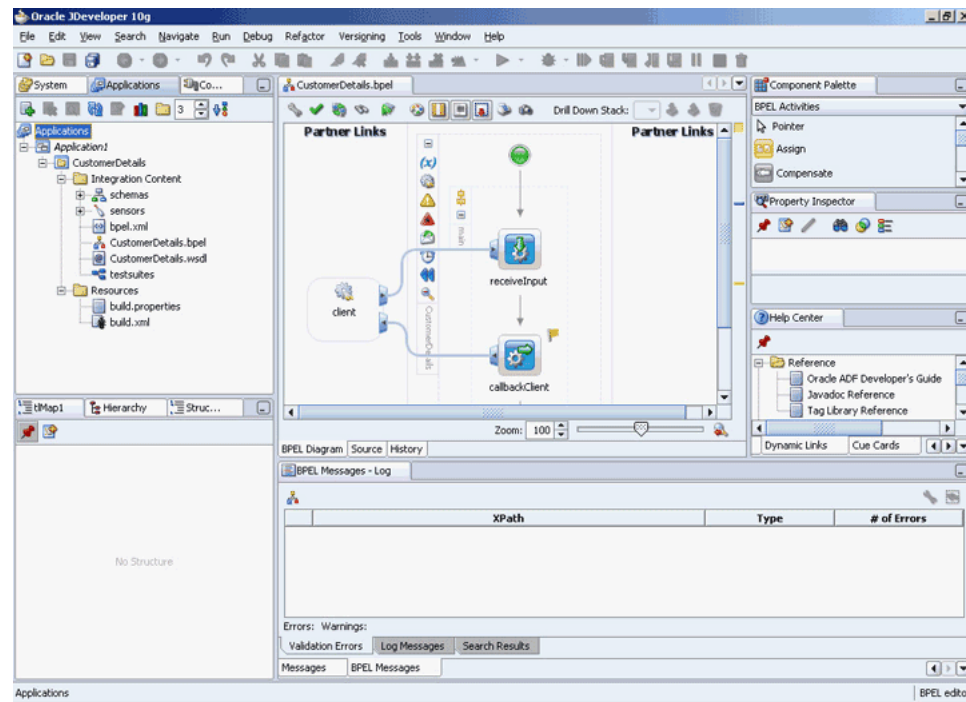 Oracle JDeveloper 10g
File Edit View Search Navigate Run Debug Refactor Versioning Tools Window Help
System Applications Co...
3
Applications
Application1
CustomerDetails
Integration Content
schemas
sensors
bpel.xml
CustomerDetails.bpel
CustomerDetails.wsdl
testsuites
Resources
build.properties
build.xml
tlMap1 Hierarchy Struc...
No Structure
CustomerDetails.bpel
Drill Down Stack:
Partner Links
Partner Links
(x)
main
CustomerDetails
client
receiveInput
callbackClient
Zoom: 100
BPEL Diagram Source History
BPEL Messages - Log
XPath Type # of Errors
Errors: Warnings:
Validation Errors Log Messages Search Results
Messages BPEL Messages
Component Palette
BPEL Activities
Pointer
Assign
Compensate
Property Inspector
Help Center
Reference
Oracle ADF Developer's Guide
Javadoc Reference
Tag Library Reference
Dynamic Links Cue Cards
Applications
BPEL edito